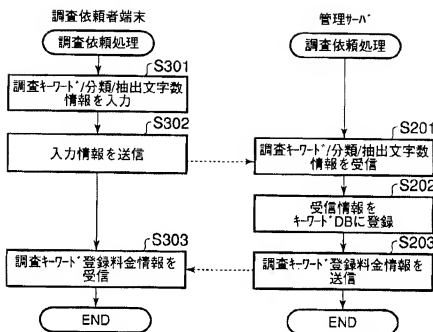 調査依頼者端末
調査依頼処理
S301
調査ｷｰﾜｰﾄﾞ/分類/抽出文字数
情報を入力
S302
入力情報を送信
S303
調査ｷｰﾜｰﾄﾞ登録料金情報を
受信
END
管理ｻｰﾊﾞ
調査依頼処理
S201
調査ｷｰﾜｰﾄﾞ/分類/抽出文字数
情報を受信
S202
受信情報を
ｷｰﾜｰﾄﾞDBに登録
S203
調査ｷｰﾜｰﾄﾞ登録料金情報を
送信
END